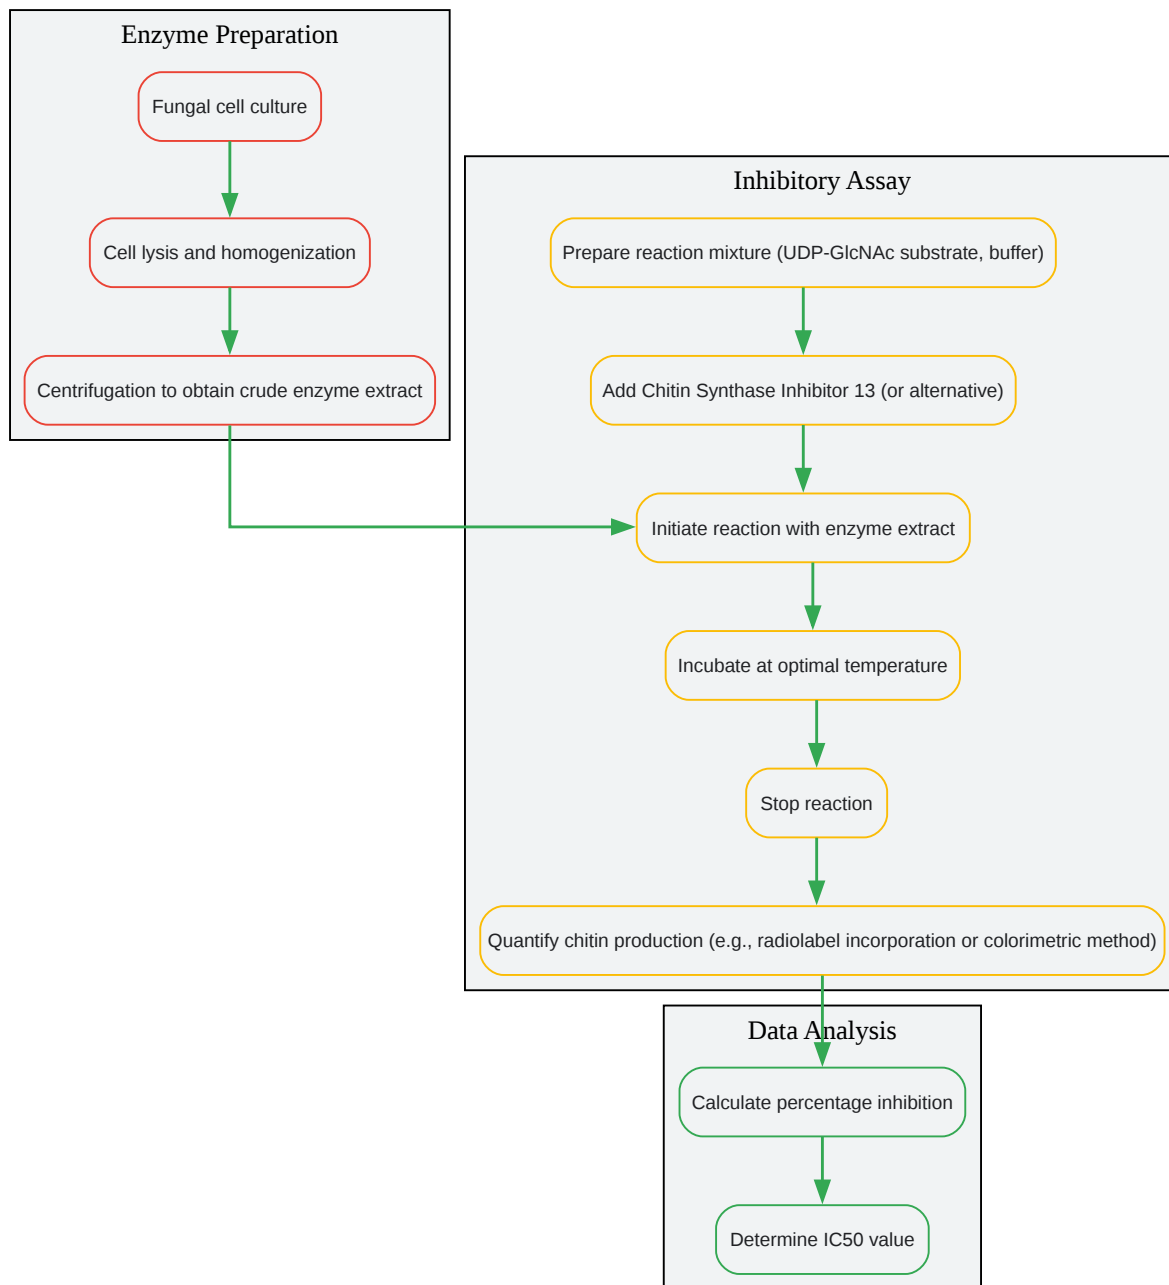 Enzyme Preparation
Fungal cell culture
Cell lysis and homogenization
Centrifugation to obtain crude enzyme extract
Inhibitory Assay
Prepare reaction mixture (UDP-GlcNAc substrate, buffer)
Add Chitin Synthase Inhibitor 13 (or alternative)
Initiate reaction with enzyme extract
Incubate at optimal temperature
Stop reaction
Quantify chitin production (e.g., radiolabel incorporation or colorimetric method)
Data Analysis
Calculate percentage inhibition
Determine IC50 value